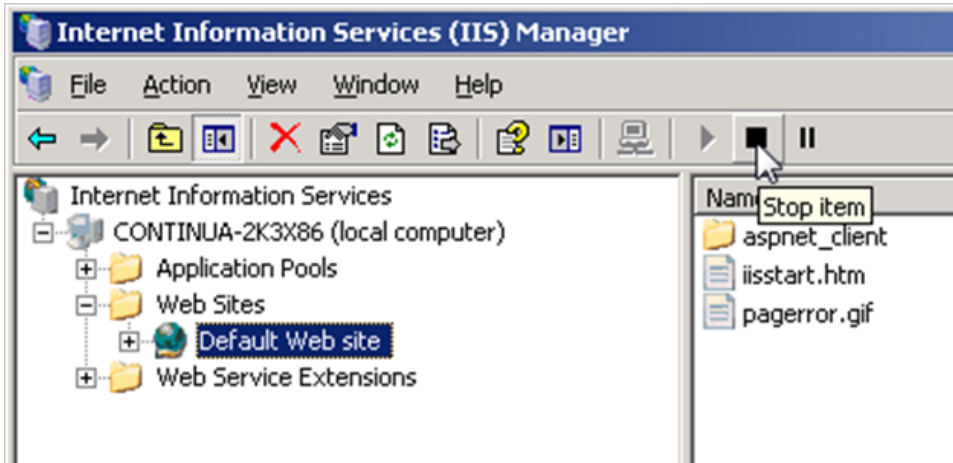 Internet Information Services (IIS) Manager
File Action View Window Help
Internet Information Services
CONTINUA-2K3X86 (local computer)
Application Pools
Web Sites
Default Web site
Web Service Extensions
Nam
Stop item
aspnet_client
iisstart.htm
pagerror.gif